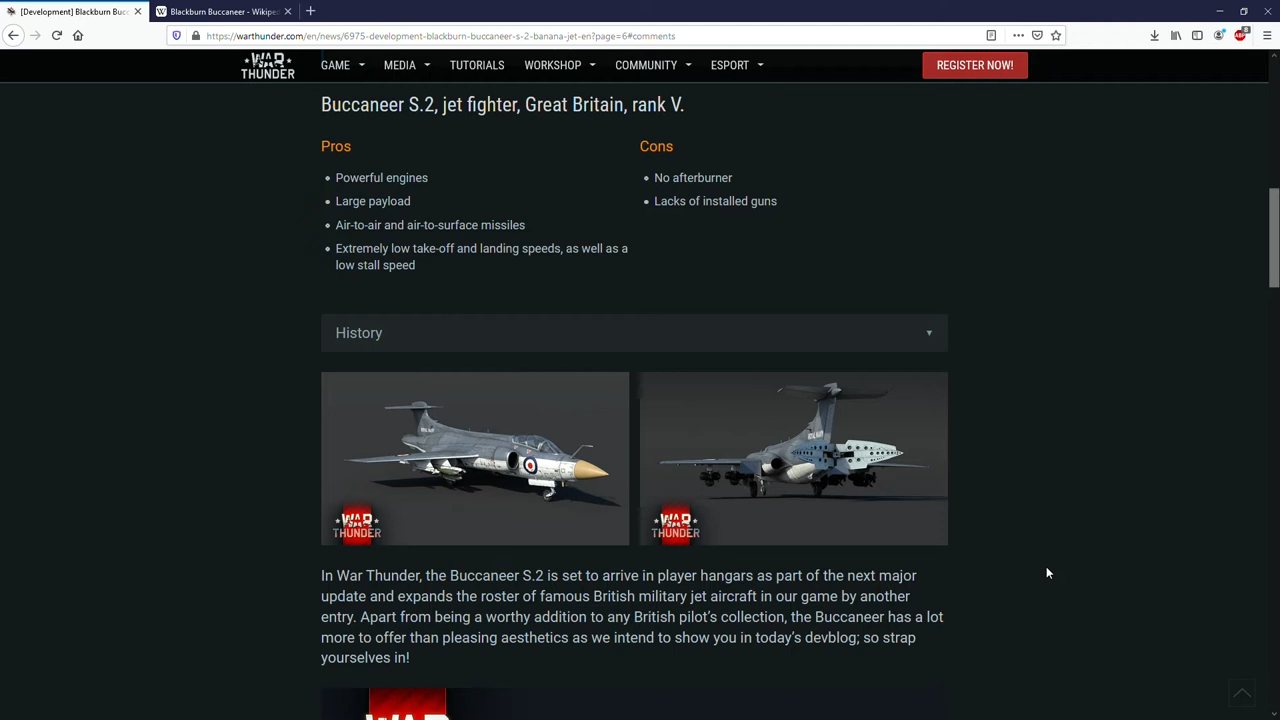 [Development] Blackburn Bucc
Blackburn Buccaneer - Wikipe
https://warthunder.com/en/news/6975-development-blackburn-buccaneer-s-2-banana-jet-en?page=6#comments
WAR THUNDER
GAME MEDIA TUTORIALS WORKSHOP COMMUNITY ESPORT
REGISTER NOW!
Buccaneer S.2, jet fighter, Great Britain, rank V.
Pros
Powerful engines
Large payload
Air-to-air and air-to-surface missiles
Extremely low take-off and landing speeds, as well as a
low stall speed
Cons
No afterburner
Lacks of installed guns
History
ROYAL NAVY
WAR THUNDER
WAR THUNDER
In War Thunder, the Buccaneer S.2 is set to arrive in player hangars as part of the next major
update and expands the roster of famous British military jet aircraft in our game by another
entry. Apart from being a worthy addition to any British pilot's collection, the Buccaneer has a lot
more to offer than pleasing aesthetics as we intend to show you in today's devblog; so strap
yourselves in!